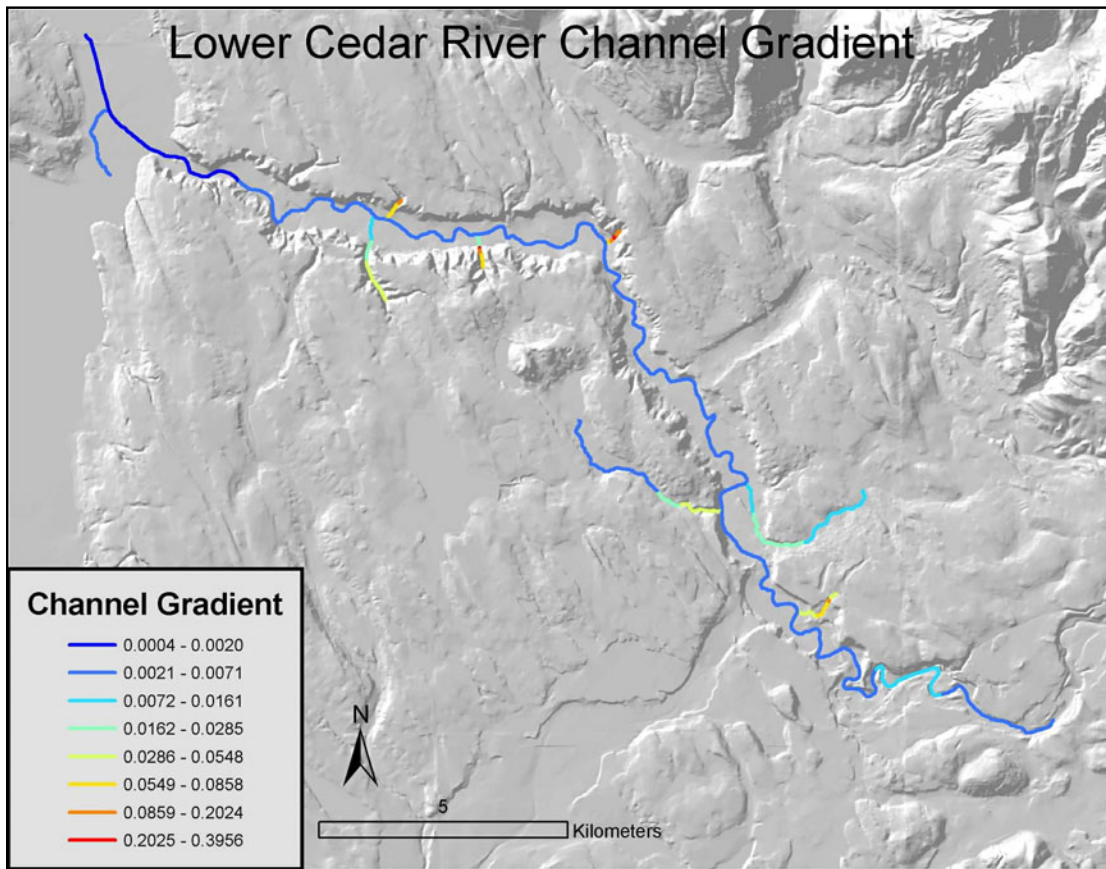 Lower Cedar River Channel Gradient
Channel Gradient
0.0004 - 0.0020
0.0021 - 0.0071
0.0072 - 0.0161
0.0162 - 0.0285
0.0286 - 0.0548
0.0549 - 0.0858
0.0859 - 0.2024
0.2025 - 0.3956
N
5
Kilometers